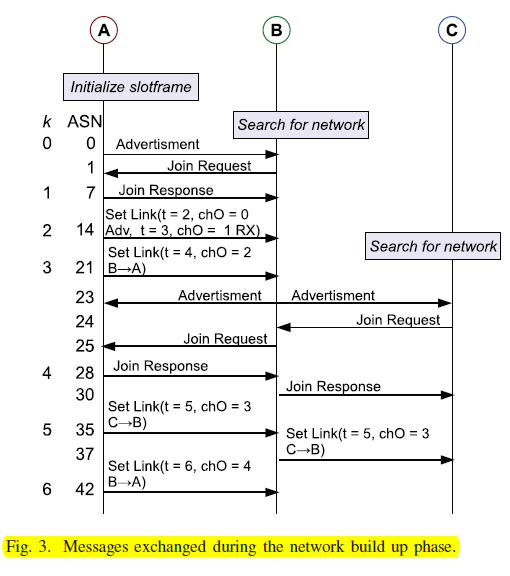 A B C
Initialize slotframe
k ASN
Search for network
0 0 Advertisment
1 Join Request
1 7 Join Response
Set Link(t = 2, chO = 0
2 14 Adv, t = 3, chO = 1 RX)
Search for network
Set Link(t = 4, chO = 2
3 21 B→A)
23 Advertisment Advertisment
24 Join Request
25 Join Request
4 28 Join Response
30 Join Response
Set Link(t = 5, chO = 3
5 35 C→B)
Set Link(t = 5, chO = 3
37 C→B)
Set Link(t = 6, chO = 4
B→A)
6 42
Fig. 3. Messages exchanged during the network build up phase.